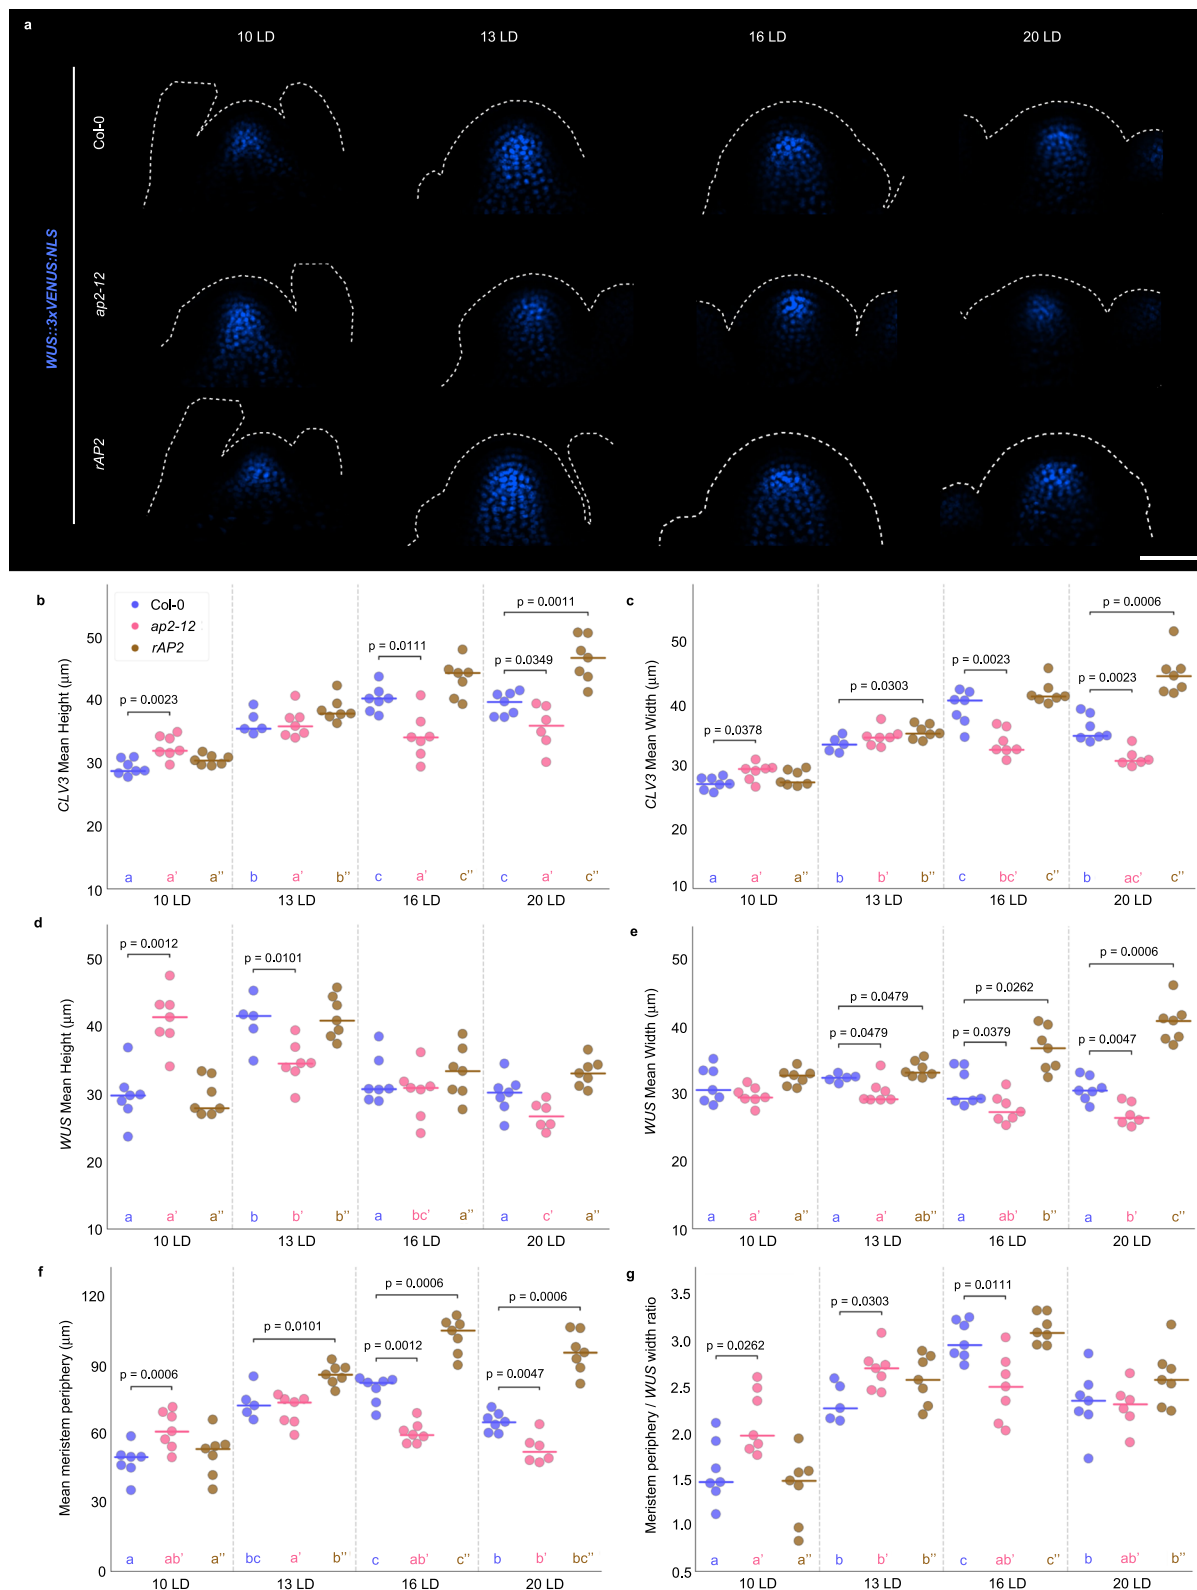 a
10 LD 13 LD 16 LD 20 LD
WUS::3xVENUS:NLS
Col-0
ap2-12
rAP2
b
Col-0
ap2-12
rAP2
CLV3 Mean Height (μm)
50
40
30
20
10
p = 0.0023
p = 0.0111
p = 0.0011
p = 0.0349
a a' a'' b a' b'' c a' c'' c a' c''
10 LD 13 LD 16 LD 20 LD
c
CLV3 Mean Width (μm)
50
40
30
20
10
p = 0.0378
p = 0.0303
p = 0.0023
p = 0.0006
p = 0.0023
a a' a'' b b' b'' c bc' c'' b ac' c''
10 LD 13 LD 16 LD 20 LD
d
WUS Mean Height (μm)
50
40
30
20
10
p = 0.0012
p = 0.0101
a a' a'' b b' b'' a bc' a'' a c' a''
10 LD 13 LD 16 LD 20 LD
e
WUS Mean Width (μm)
50
40
30
20
10
p = 0.0479
p = 0.0479
p = 0.0262
p = 0.0379
p = 0.0006
p = 0.0047
a a' a'' a a' ab'' a ab' b'' a b' c''
10 LD 13 LD 16 LD 20 LD
f
Mean meristem periphery (μm)
120
90
60
30
0
p = 0.0006
p = 0.0101
p = 0.0006
p = 0.0012
p = 0.0006
p = 0.0047
a ab' a'' bc a' b'' c ab' c'' b b' bc''
10 LD 13 LD 16 LD 20 LD
g
Meristem periphery / WUS width ratio
3.5
3.0
2.5
2.0
1.5
1.0
0.5
p = 0.0262
p = 0.0303
p = 0.0111
a a' a'' b b' b'' c ab' c'' b ab' b''
10 LD 13 LD 16 LD 20 LD